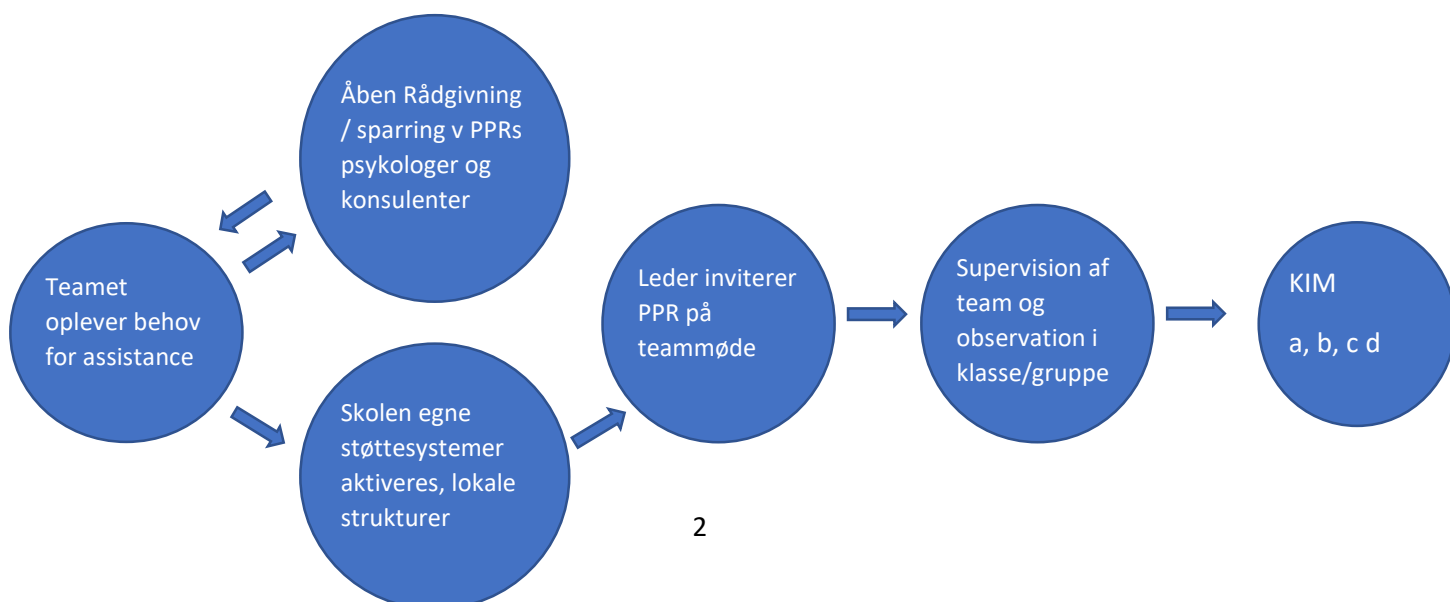 Åben Rådgivning
/ sparring v PPRs
psykologer og
konsulenter
Teamet
oplever behov
for assistance
Skolen egne
støttesystemer
aktiveres, lokale
strukturer
Leder inviterer
PPR på
teammøde
Supervision af
team og
observation i
klasse/gruppe
KIM
a, b, c d
2